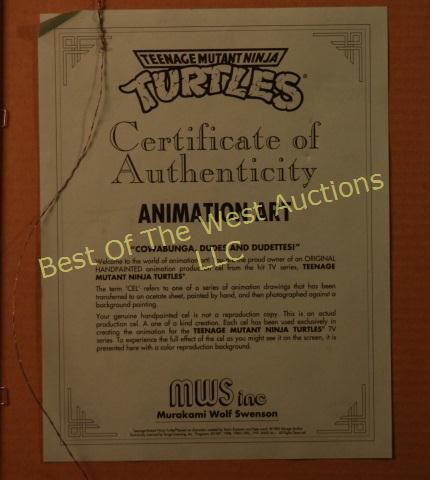 TEENAGE MUTANT NINJA
TURTLES®
Certificate of
Authenticity
ANIMATION ART
Best Of The West Auctions
LLC
"COWABUNGA, DUDES AND DUDETTES!"
Welcome to the world of animation art! You are the proud owner of an ORIGINAL
HANDPAINTED animation production cel from the hit TV series, TEENAGE
MUTANT NINJA TURTLES®.
The term 'CEL' refers to one of a series of animation drawings that has been
transferred to an acetate sheet, painted by hand, and then photographed against a
background painting.
Your genuine handpainted cel is not a reproduction copy. This is an actual
production cel. A one of a kind creation. Each cel has been used exclusively in
creating the animation for the TEENAGE MUTANT NINJA TURTLES® TV
series. To experience the full effect of the cel as you might see it on the screen, it is
presented here with a color reproduction background.
MWS inc
Murakami Wolf Swenson